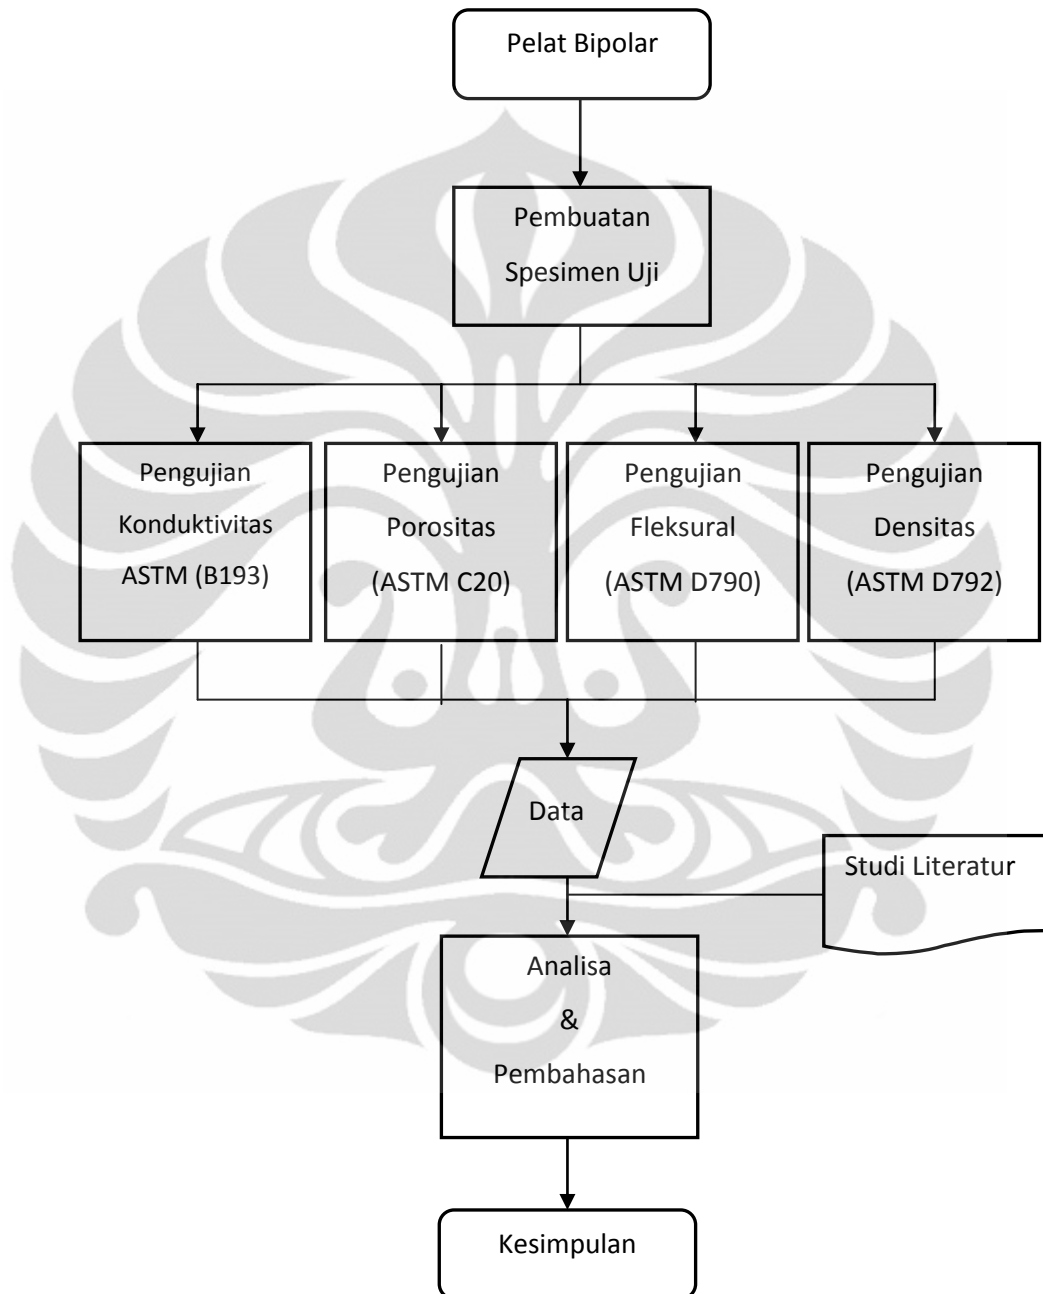 Pelat Bipolar
Pembuatan
Spesimen Uji
Pengujian
Konduktivitas
ASTM (B193)
Pengujian
Porositas
(ASTM C20)
Pengujian
Fleksural
(ASTM D790)
Pengujian
Densitas
(ASTM D792)
Data
Studi Literatur
Analisa
&
Pembahasan
Kesimpulan